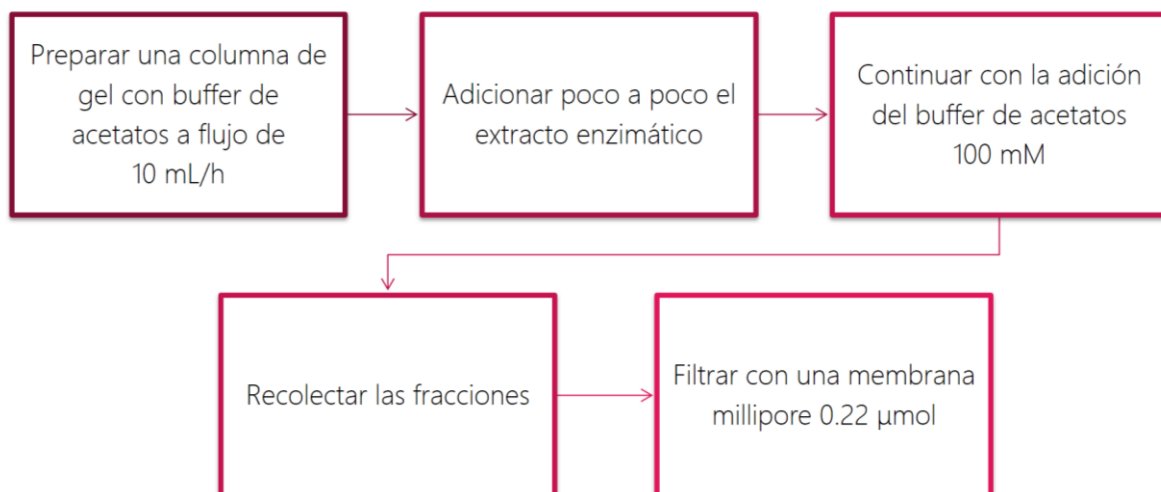 Preparar una columna de
gel con buffer de
acetatos a flujo de
10 mL/h
Adicionar poco a poco el
extracto enzimático
Continuar con la adición
del buffer de acetatos
100 mM
Recolectar las fracciones
Filtrar con una membrana
millipore 0.22 µmol